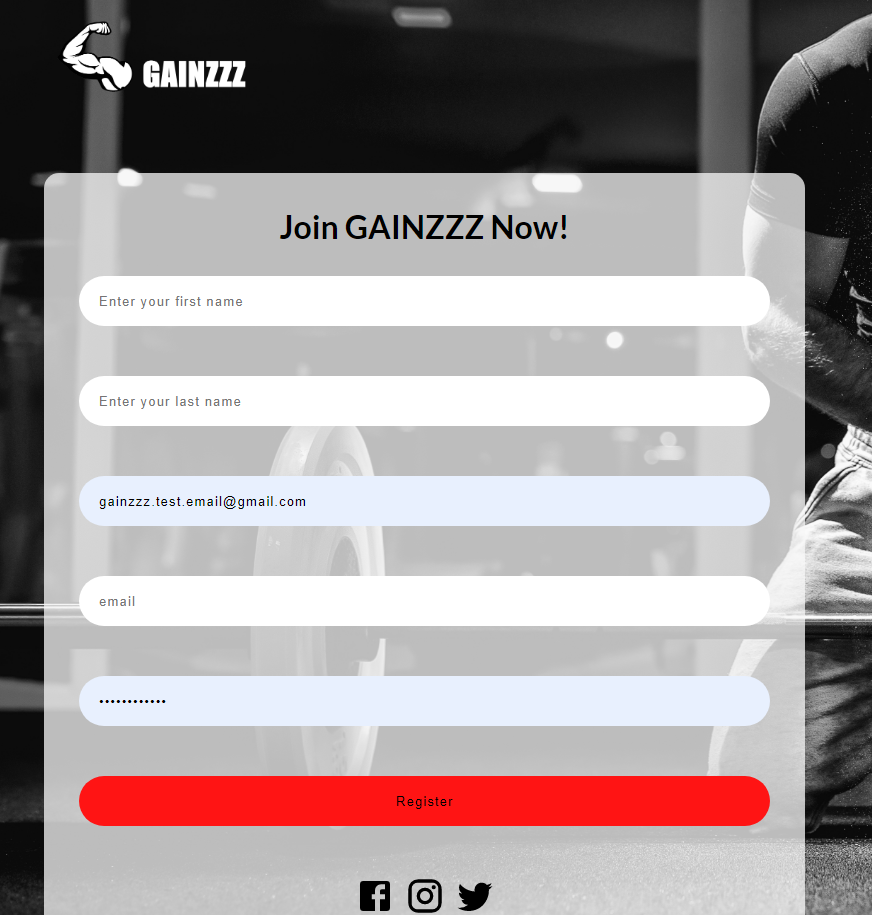 GAINZZZ
Join GAINZZZ Now!
Enter your first name
Enter your last name
gainzzz.test.email@gmail.com
email
••••••••••••
Register